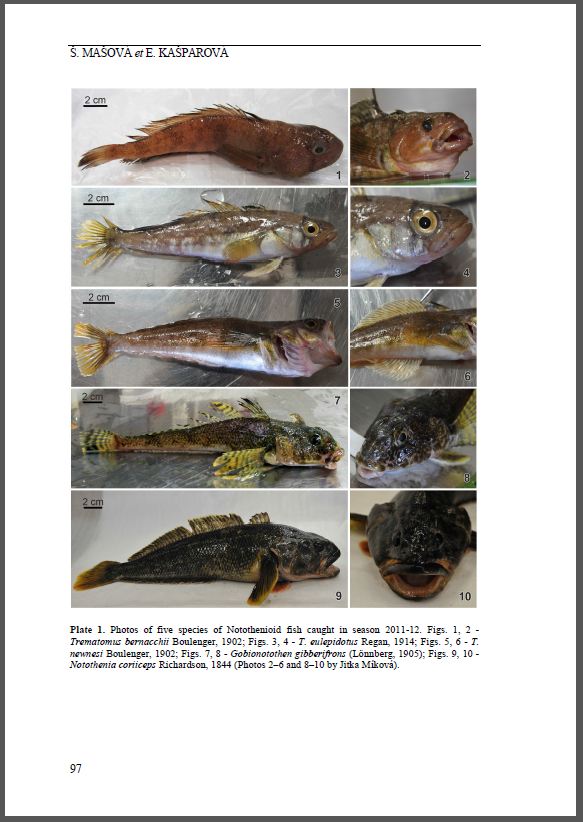 Š. MAŠOVÁ et E. KAŠPAROVÁ
2 cm
1
2
2 cm
3
4
2 cm
5
6
2 cm
7
8
2 cm
9
10
Plate 1. Photos of five species of Notothenioid fish caught in season 2011-12. Figs. 1, 2 -
Trematomus bernacchii Boulenger, 1902; Figs. 3, 4 - T. eulepidotus Regan, 1914; Figs. 5, 6 - T.
newnesi Boulenger, 1902; Figs. 7, 8 - Gobionotothen gibberifrons (Lönnberg, 1905); Figs. 9, 10 -
Notothenia coriiceps Richardson, 1844 (Photos 2–6 and 8–10 by Jitka Míková).
97